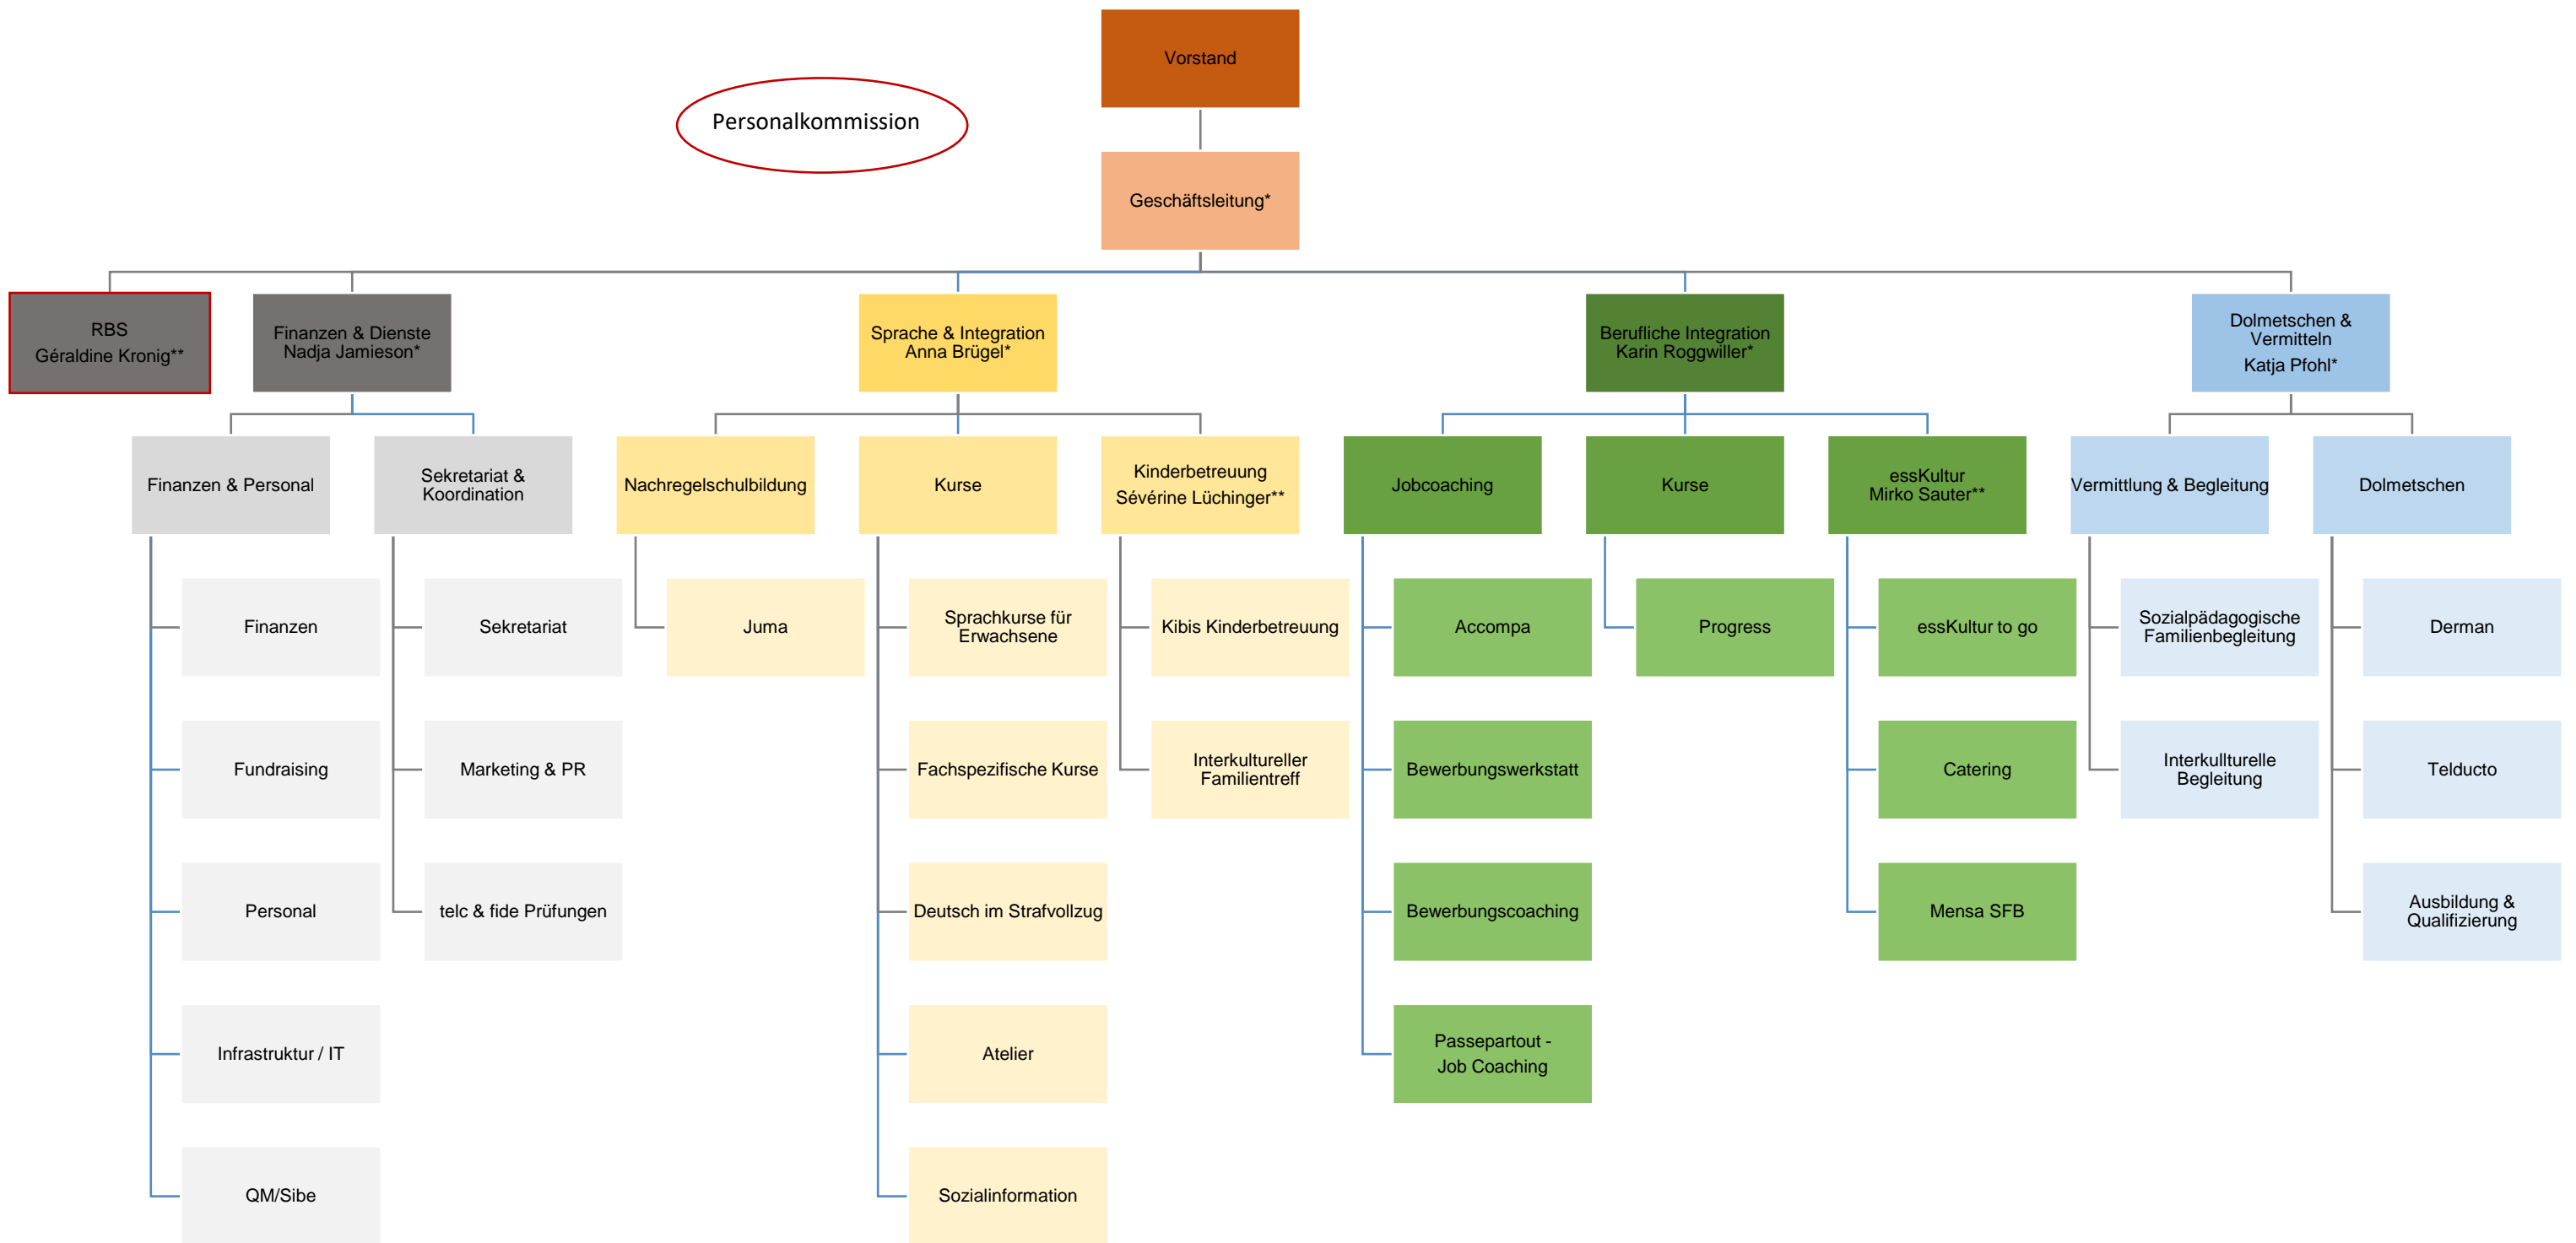 Vorstand
Personalkommission
Geschäftsleitung*
RBS
Géraldine Kronig**
Finanzen & Dienste
Nadja Jamieson*
Sprache & Integration
Anna Brügel*
Berufliche Integration
Karin Roggwiller*
Dolmetschen &
Vermitteln
Katja Pfohl*
Finanzen & Personal
Sekretariat &
Koordination
Nachregelschulbildung
Kurse
Kinderbetreuung
Sévérine Lüchinger**
Jobcoaching
Kurse
essKultur
Mirko Sauter**
Vermittlung & Begleitung
Dolmetschen
Finanzen
Sekretariat
Juma
Sprachkurse für
Erwachsene
Kibis Kinderbetreuung
Accompa
Progress
essKultur to go
Sozialpädagogische
Familienbegleitung
Derman
Fundraising
Marketing & PR
Fachspezifische Kurse
Interkultureller
Familientreff
Bewerbungswerkstatt
Catering
Interkullturelle
Begleitung
Telducto
Personal
telc & fide Prüfungen
Deutsch im Strafvollzug
Bewerbungscoaching
Mensa SFB
Ausbildung &
Qualifizierung
Infrastruktur / IT
Atelier
Passepartout -
Job Coaching
QM/Sibe
Sozialinformation